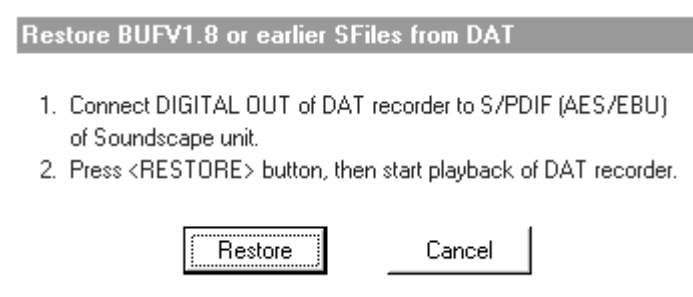 Restore BUFV1.8 or earlier SFiles from DAT
1. Connect DIGITAL OUT of DAT recorder to S/PDIF (AES/EBU)
of Soundscape unit.
2. Press <RESTORE> button, then start playback of DAT recorder.
Restore Cancel